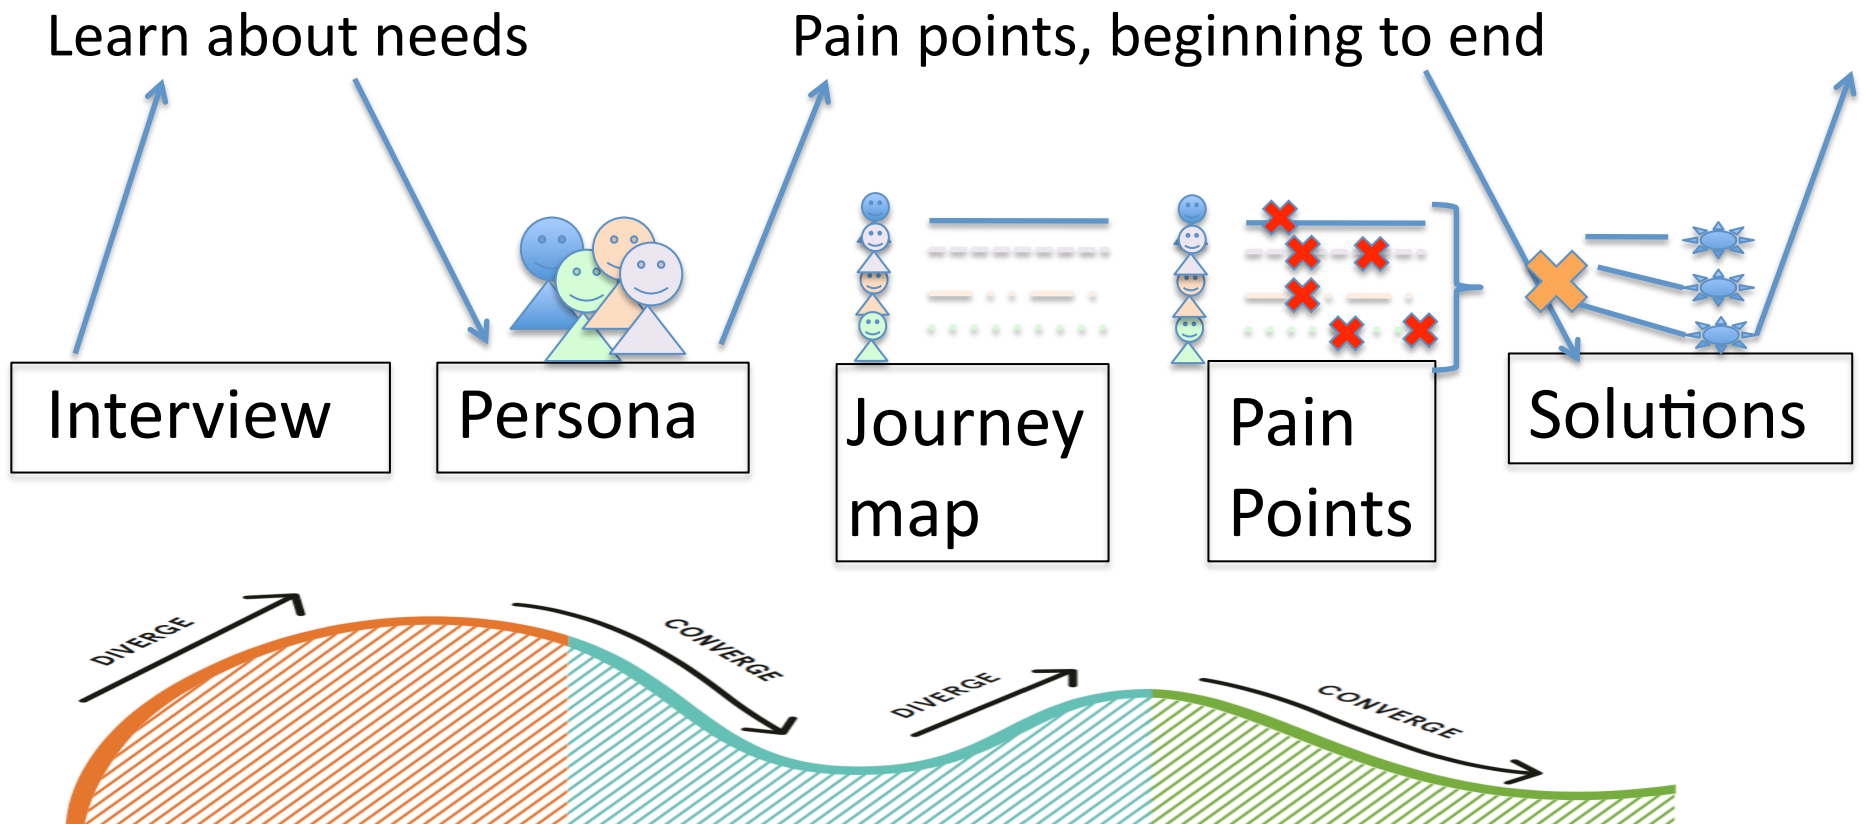 Learn about needs
Pain points, beginning to end
Interview
Persona
Journey
map
Pain
Points
Solutions
DIVERGE
CONVERGE
DIVERGE
CONVERGE